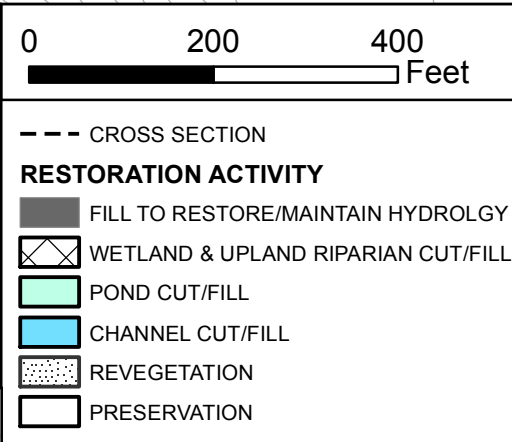 0 200 400
Feet
CROSS SECTION
RESTORATION ACTIVITY
FILL TO RESTORE/MAINTAIN HYDROLGY
WETLAND & UPLAND RIPARIAN CUT/FILL
POND CUT/FILL
CHANNEL CUT/FILL
REVEGETATION
PRESERVATION